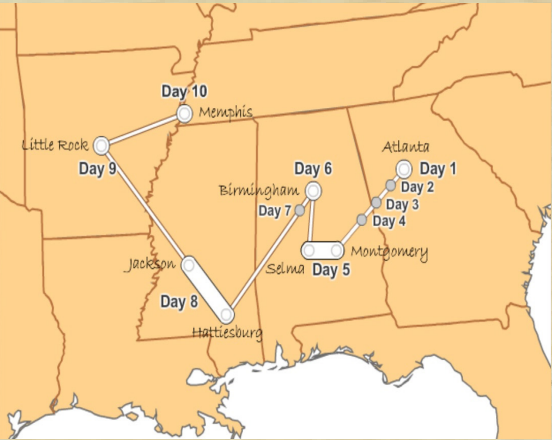 Day 10
Memphis
Little Rock
Day 9
Atlanta
Day 1
Day 2
Day 3
Day 4
Day 6
Birmingham
Day 7
Montgomery
Selma
Day 5
Jackson
Day 8
Hattiesburg